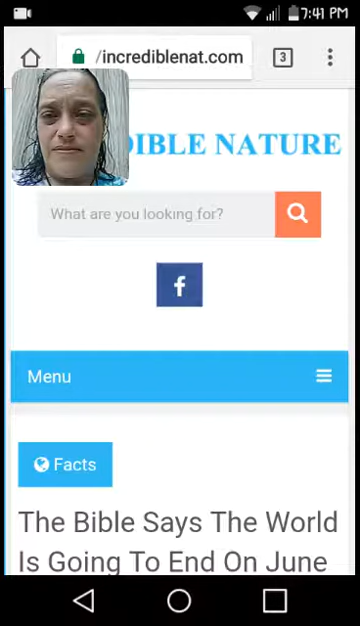 7:41 PM
/incrediblenat.com
3
DIBLE NATURE
What are you looking for?
f
Menu
Facts
The Bible Says The World
Is Going To End On June